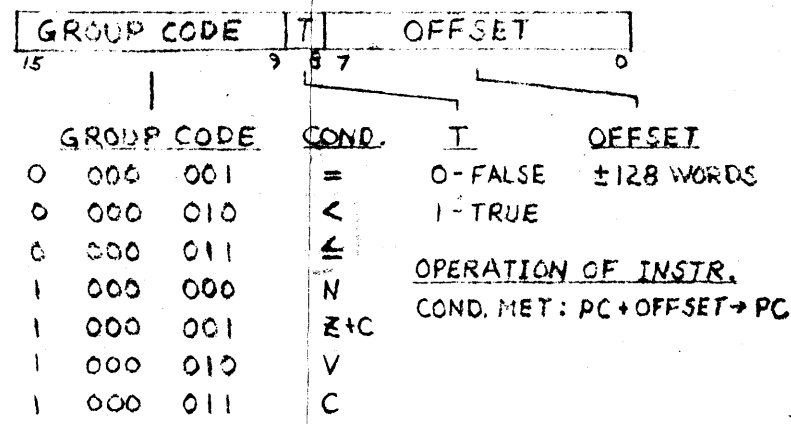 GROUP CODE T OFFSET
15 9 8 7 0
GROUP CODE COND. T OFFSET
0 000 001 = 0-FALSE ±128 WORDS
0 000 010 < 1-TRUE
0 000 011 ≤
OPERATION OF INSTR.
1 000 000 N
COND. MET: PC+OFFSET→PC
1 000 001 Z+C
1 000 010 V
1 000 011 C